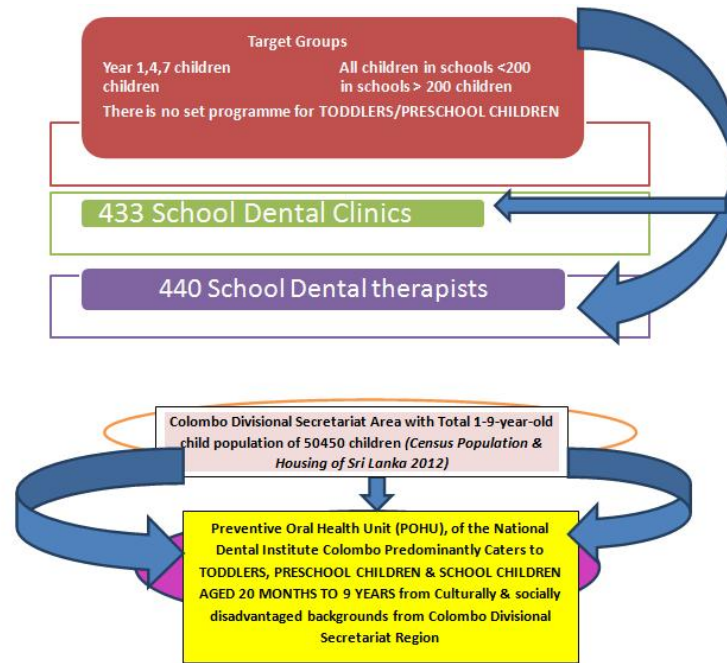 Target Groups
Year 1,4,7 children All children in schools <200
children in schools > 200 children
There is no set programme for TODDLERS/PRESCHOOL CHILDREN
433 School Dental Clinics
440 School Dental therapists
Colombo Divisional Secretariat Area with Total 1-9-year-old
child population of 50450 children (Census Population &
Housing of Sri Lanka 2012)
Preventive Oral Health Unit (POHU), of the National
Dental Institute Colombo Predominantly Caters to
TODDLERS, PRESCHOOL CHILDREN & SCHOOL CHILDREN
AGED 20 MONTHS TO 9 YEARS from Culturally & socially
disadvantaged backgrounds from Colombo Divisional
Secretariat Region